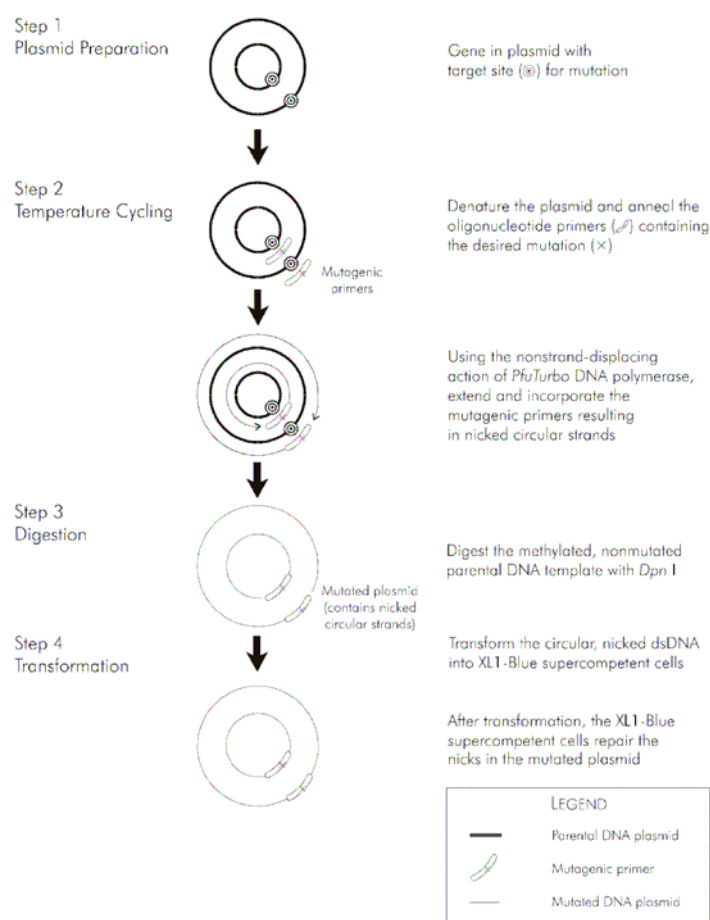 Step 1
Plasmid Preparation
Gene in plasmid with
target site (◎) for mutation
Step 2
Temperature Cycling
Denature the plasmid and anneal the
oligonucleotide primers () containing
the desired mutation (×)
Mutagenic
primers
Using the nonstrand-displacing
action of PfuTurbo DNA polymerase,
extend and incorporate the
mutagenic primers resulting
in nicked circular strands
Step 3
Digestion
Digest the methylated, nonmutated
parental DNA template with Dpn I
Mutated plasmid
(contains nicked
circular strands)
Step 4
Transformation
Transform the circular, nicked dsDNA
into XL1-Blue supercompetent cells
After transformation, the XL1-Blue
supercompetent cells repair the
nicks in the mutated plasmid
LEGEND
Parental DNA plasmid
Mutagenic primer
Mutated DNA plasmid